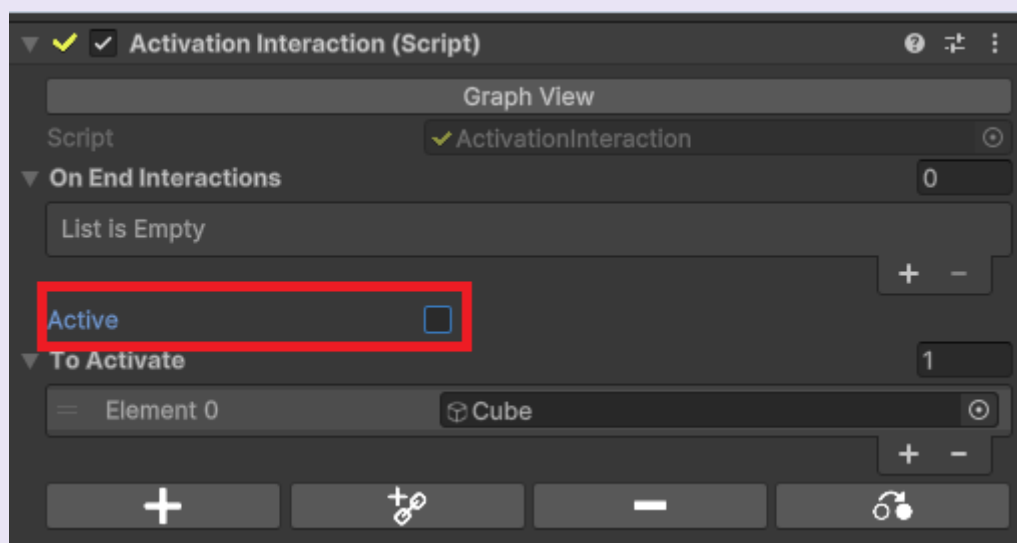 Activation Interaction (Script)
Graph View
Script ActivationInteraction
On End Interactions 0
List is Empty
Active
To Activate 1
Element 0 Cube